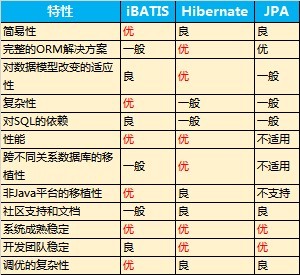 特性 iBATIS Hibernate JPA
简易性 优 良 良
完整的ORM解决方案 一般 优 优
对数据模型改变的适应
性 良 优 一般
复杂性 优 一般 一般
对SQL的依赖 良 一般 一般
性能 优 优 不适用
跨不同关系数据库的移
植性 一般 优 不适用
非Java平台的移植性 优 良 不支持
社区支持和文档 一般 良 良
系统成熟稳定 优 优 优
开发团队稳定 良 优 优
调优的复杂性 优 良 良